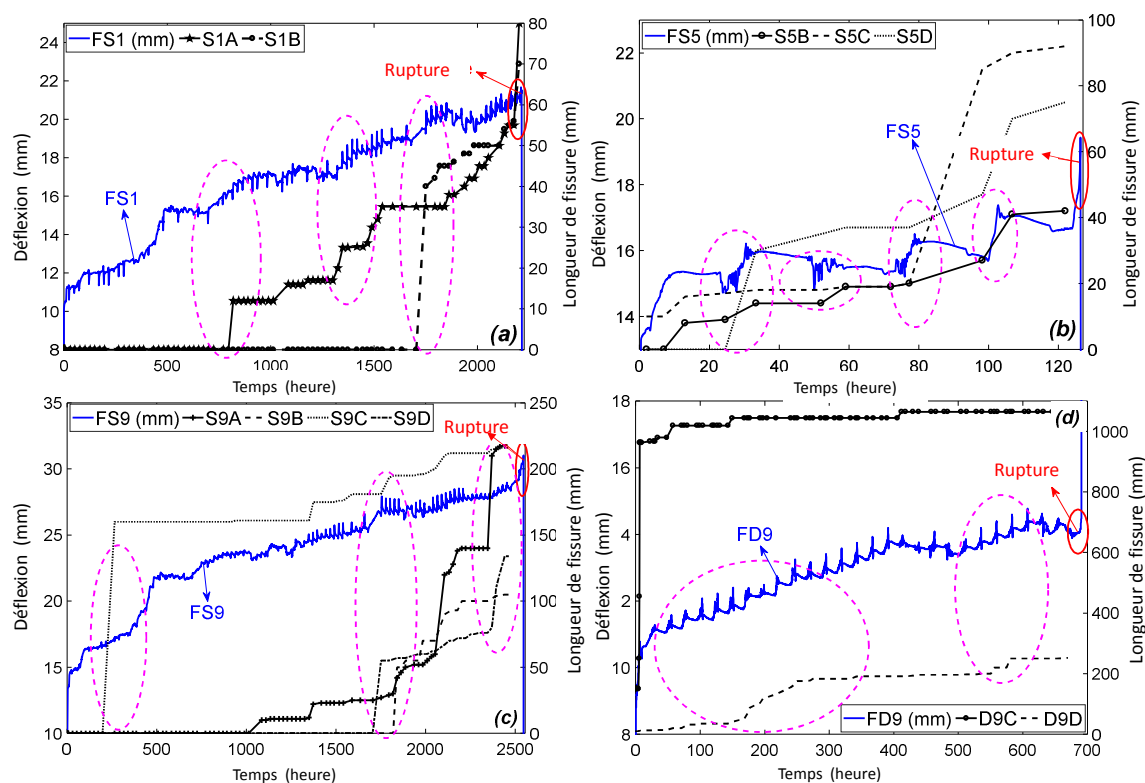 FS1 (mm) S1A S1B
24
22
20
18
16
14
12
10
8
80
70
60
50
40
30
20
10
0
0 500 1000 1500 2000
Déflexion (mm)
Longueur de fissure (mm)
Temps (heure)
Rupture
FS1
(a)
FS5 (mm) S5B S5C S5D
22
20
18
16
14
100
80
60
40
20
0
0 20 40 60 80 100 120
Déflexion (mm)
Longueur de fissure (mm)
Temps (heure)
FS5
Rupture
(b)
FS9 (mm) S9A S9B S9C S9D
35
30
25
20
15
10
250
200
150
100
50
0
0 500 1000 1500 2000 2500
Déflexion (mm)
Longueur de fissure (mm)
Temps (heure)
Rupture
FS9
(c)
18
16
4
2
10
8
1000
800
600
400
200
0
0 100 200 300 400 500 600 700
Déflexion (mm)
Longueur de fissure (mm)
Temps (heure)
(d)
Rupture
FD9
FD9 (mm) D9C D9D